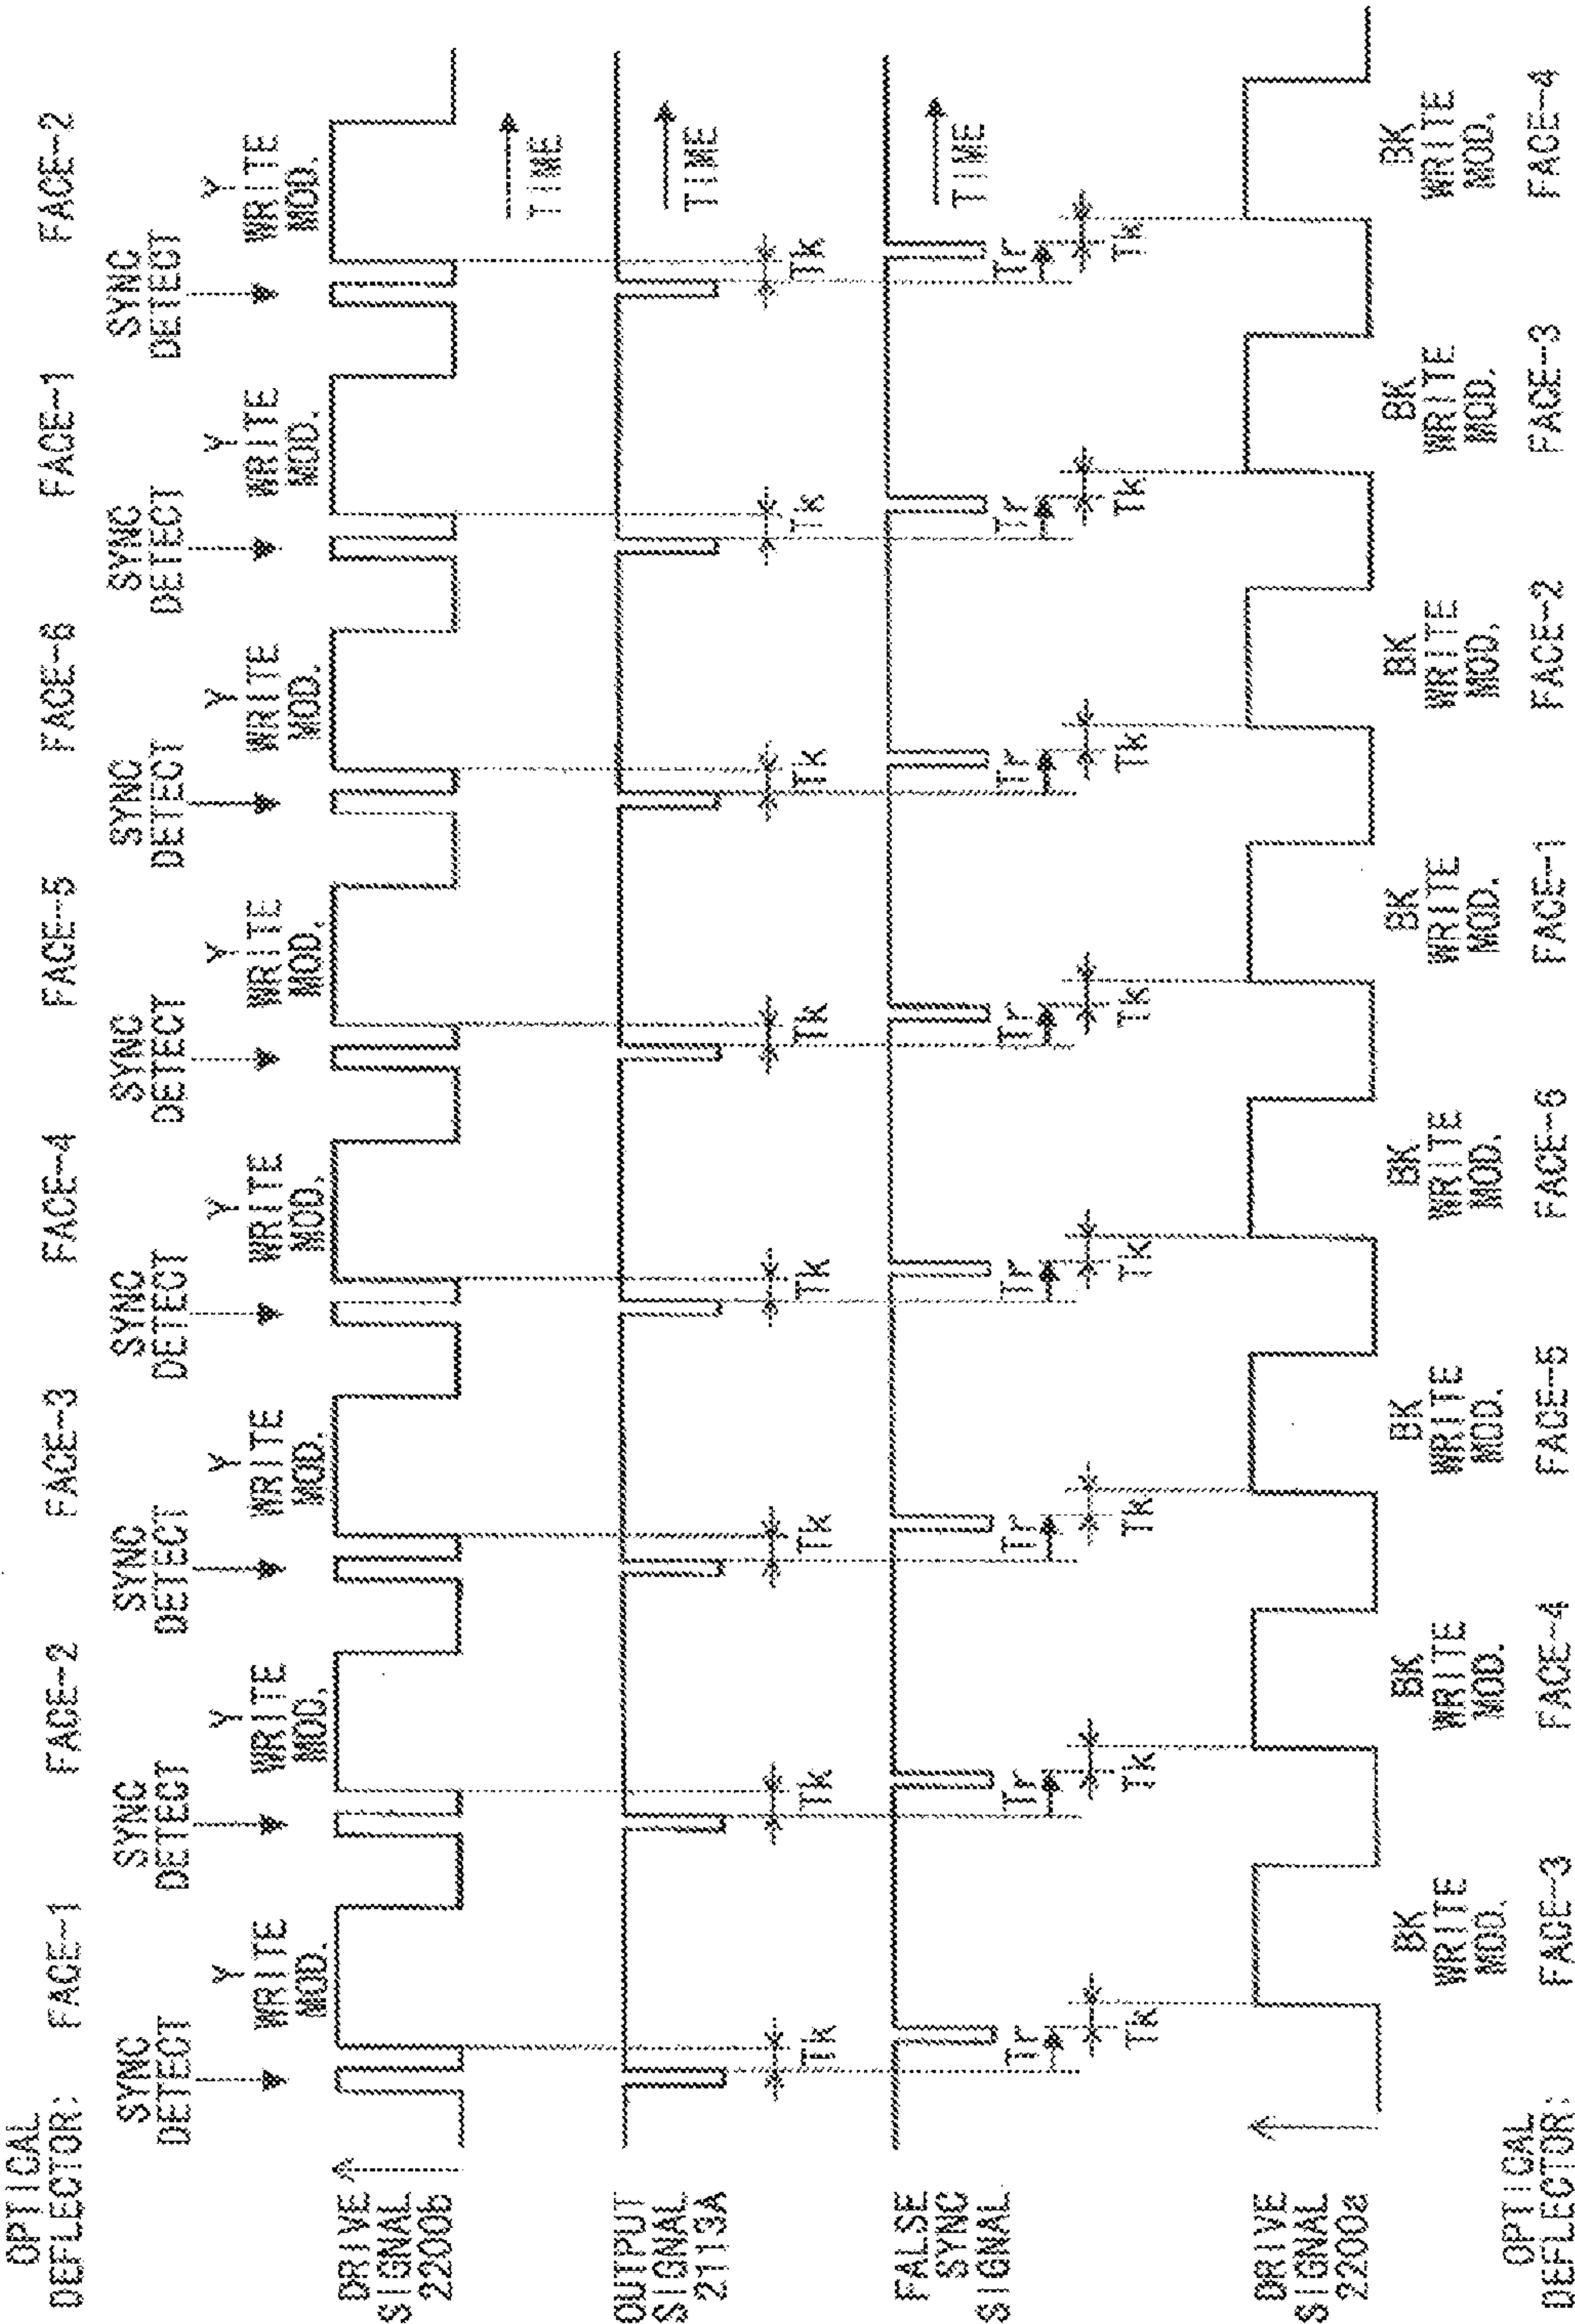 OPTICAL
DEFLECTOR: FACE-1 FACE-2 FACE-3 FACE-4 FACE-5 FACE-6 FACE-1 FACE-2
SYNC SYNC SYNC SYNC SYNC SYNC SYNC SYNC
DETECT DETECT DETECT DETECT DETECT DETECT DETECT DETECT
Y Y Y Y Y Y Y Y
WRITE WRITE WRITE WRITE WRITE WRITE WRITE WRITE
MOD. MOD. MOD. MOD. MOD. MOD. MOD. MOD.
DRIVE
SIGNAL
2200b
TIME
OUTPUT
SIGNAL
2113A
TIME
Tk Tk Tk Tk Tk Tk Tk Tk
FALSE
SYNC
SIGNAL
TIME
Tr Tr Tr Tr Tr Tr Tr Tr
Tk Tk Tk Tk Tk Tk Tk Tk
DRIVE
SIGNAL
2200a
BK BK BK BK BK BK BK BK
WRITE WRITE WRITE WRITE WRITE WRITE WRITE WRITE
MOD. MOD. MOD. MOD. MOD. MOD. MOD. MOD.
OPTICAL
DEFLECTOR: FACE-3 FACE-4 FACE-5 FACE-6 FACE-1 FACE-2 FACE-3 FACE-4